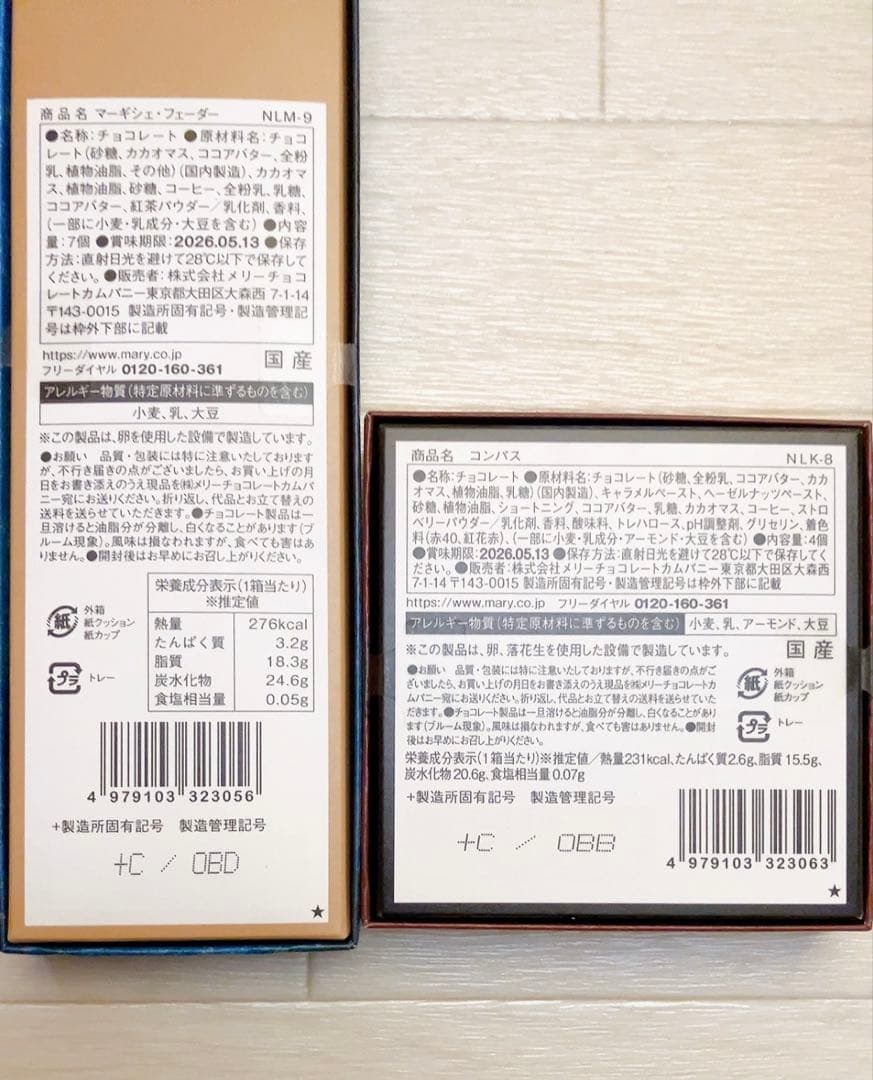 商品名 マーギシェ・フェーダー NLM-9
●名称:チョコレート ●原材料名:チョコ
レート(砂糖、カカオマス、ココアバター、全粉
乳、植物油脂、その他)(国内製造)、カカオマ
ス、植物油脂、砂糖、コーヒー、全粉乳、乳糖、
ココアバター、紅茶パウダー/乳化剤、香料、
(一部に小麦・乳成分・大豆を含む) ●内容
量:7個 ●賞味期限:2026.05.13 ●保存
方法:直射日光を避けて28℃以下で保存して
ください。●販売者:株式会社メリーチョコ
レートカムパニー東京都大田区大森西 7-1-14
〒143-0015 製造所固有記号・製造管理記
号は枠外下部に記載
https://www.mary.co.jp
フリーダイヤル 0120-160-361
国産
アレルギー物質(特定原材料に準ずるものを含む)
小麦、乳、大豆
※この製品は、卵を使用した設備で製造しています。
●お願い 品質・包装には特に注意いたしております
が、不行き届きの点がございましたら、お買い上げの月
日をお書き添えのうえ現品を㈱メリーチョコレートカムパ
ニー宛にお送りください。折り返し、代品とお立て替えの
送料を送らせていただきます。●チョコレート製品は一
旦溶けると油脂分が分離し、白くなることがあります(ブ
ルーム現象)。風味は損なわれますが、食べても害はあ
りません。●開封後はお早めにお召し上がりください。
紙
外箱
紙クッション
紙カップ
プラ
トレー
栄養成分表示(1箱当たり)
※推定値
熱量 276kcal
たんぱく質 3.2g
脂質 18.3g
炭水化物 24.6g
食塩相当量 0.05g
4 979103 323056
+製造所固有記号 製造管理記号
+C / OBD
★
商品名 コンパス NLK-8
●名称:チョコレート ●原材料名:チョコレート(砂糖、全粉乳、ココアバター、カカ
オマス、植物油脂、乳糖)(国内製造)、キャラメルペースト、ヘーゼルナッツペースト、
砂糖、植物油脂、ショートニング、ココアバター、乳糖、カカオマス、コーヒー、ストロ
ベリーパウダー/乳化剤、香料、酸味料、トレハロース、pH調整剤、グリセリン、着色
料(赤40、紅花赤)、(一部に小麦・乳成分・アーモンド・大豆を含む) ●内容量:4個
●賞味期限:2026.05.13 ●保存方法:直射日光を避けて28℃以下で保存してく
ださい。●販売者:株式会社メリーチョコレートカムパニー東京都大田区大森西
7-1-14 〒143-0015 製造所固有記号・製造管理記号は枠外下部に記載
https://www.mary.co.jp フリーダイヤル 0120-160-361
アレルギー物質(特定原材料に準ずるものを含む) 小麦、乳、アーモンド、大豆
※この製品は、卵、落花生を使用した設備で製造しています。
国産
●お願い 品質・包装には特に注意いたしておりますが、不行き届きの点がご
ざいましたら、お買い上げの月日をお書き添えのうえ現品を㈱メリーチョコレートカ
ムパニー宛にお送りください。折り返し、代品とお立て替えの送料を送らせていた
だきます。●チョコレート製品は一旦溶けると油脂分が分離し、白くなることがあり
ます(ブルーム現象)。風味は損なわれますが、食べても害はありません。●開封
後はお早めにお召し上がりください。
紙
外箱
紙クッション
紙カップ
プラ
トレー
栄養成分表示(1箱当たり)※推定値/熱量231kcal、たんぱく質2.6g、脂質 15.5g、
炭水化物 20.6g、食塩相当量 0.07g
+製造所固有記号 製造管理記号
+C / OBB
4 979103 323063
★